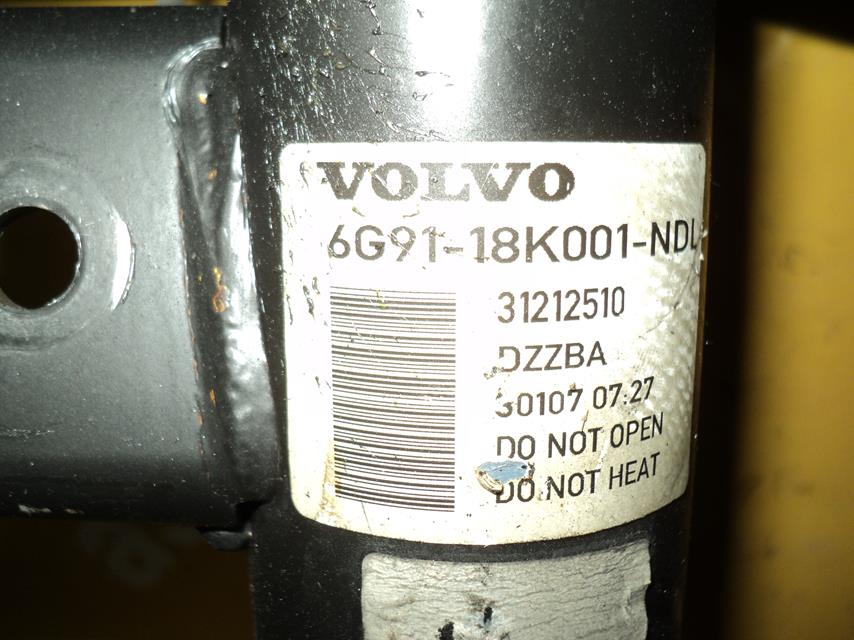 VOLVO
6G91-18K001-NDL
31212510
DZZBA
30107 07:27
DO NOT OPEN
DO NOT HEAT